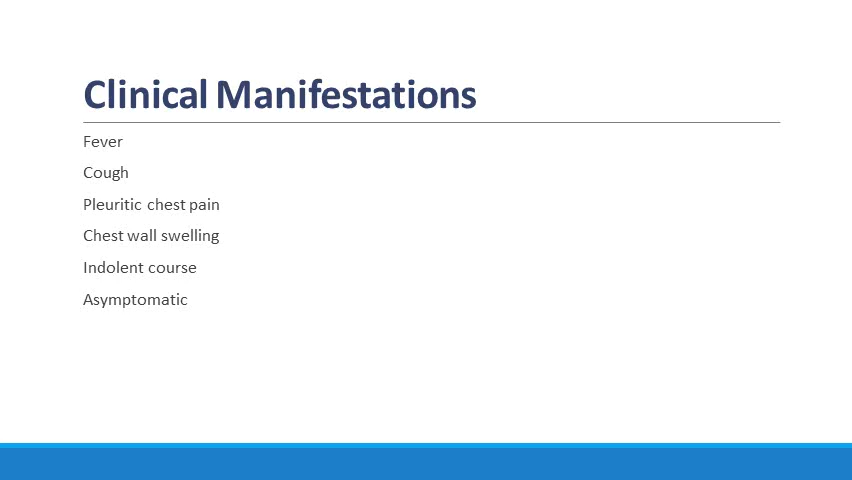 Clinical Manifestations
Fever
Cough
Pleuritic chest pain
Chest wall swelling
Indolent course
Asymptomatic